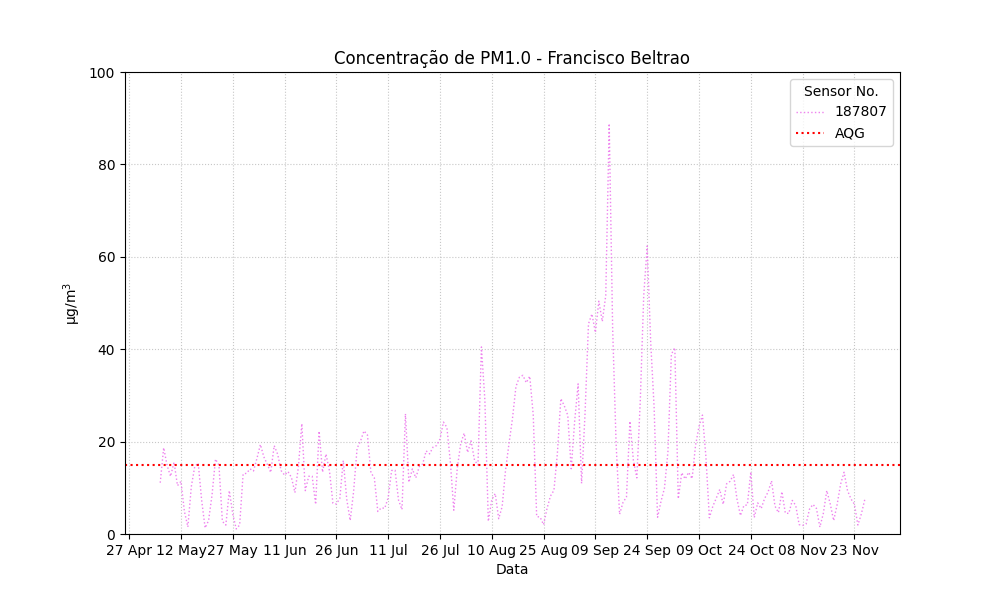 Concentração de PM1.0 - Francisco Beltrao
100
80
60
40
20
0
µg/m³
Sensor No.
187807
AQG
27 Apr 12 May 27 May 11 Jun 26 Jun 11 Jul 26 Jul 10 Aug 25 Aug 09 Sep 24 Sep 09 Oct 24 Oct 08 Nov 23 Nov
Data